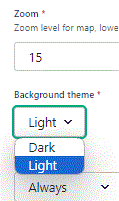 Zoom *
Zoom level for map, lowe
15
Background theme *
Light
Dark
Light
Always